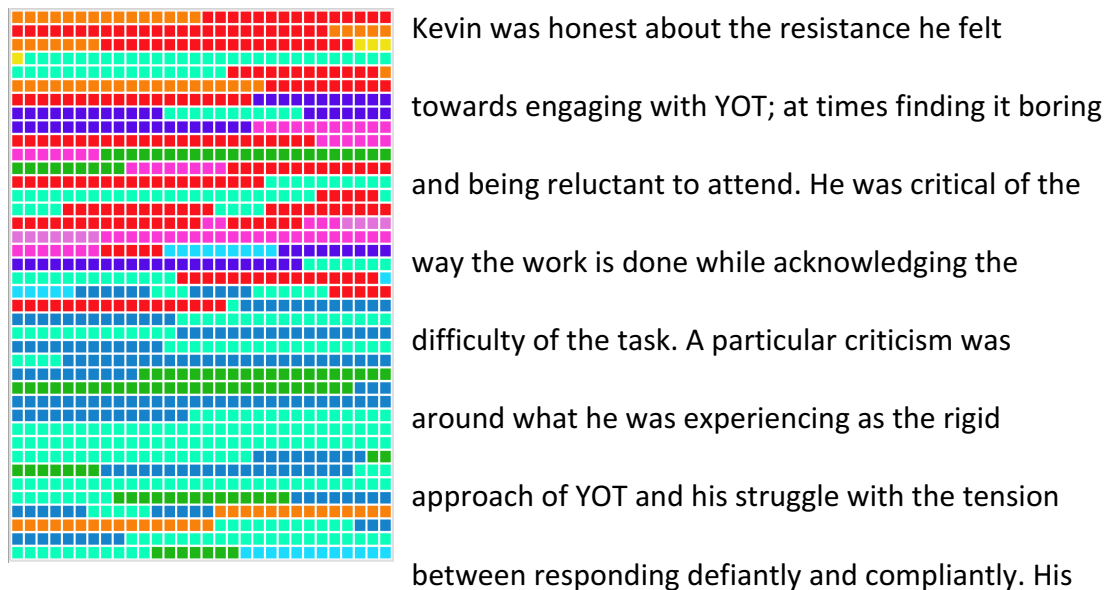 Kevin was honest about the resistance he felt
towards engaging with YOT; at times finding it boring
and being reluctant to attend. He was critical of the
way the work is done while acknowledging the
difficulty of the task. A particular criticism was
around what he was experiencing as the rigid
approach of YOT and his struggle with the tension
between responding defiantly and compliantly. His